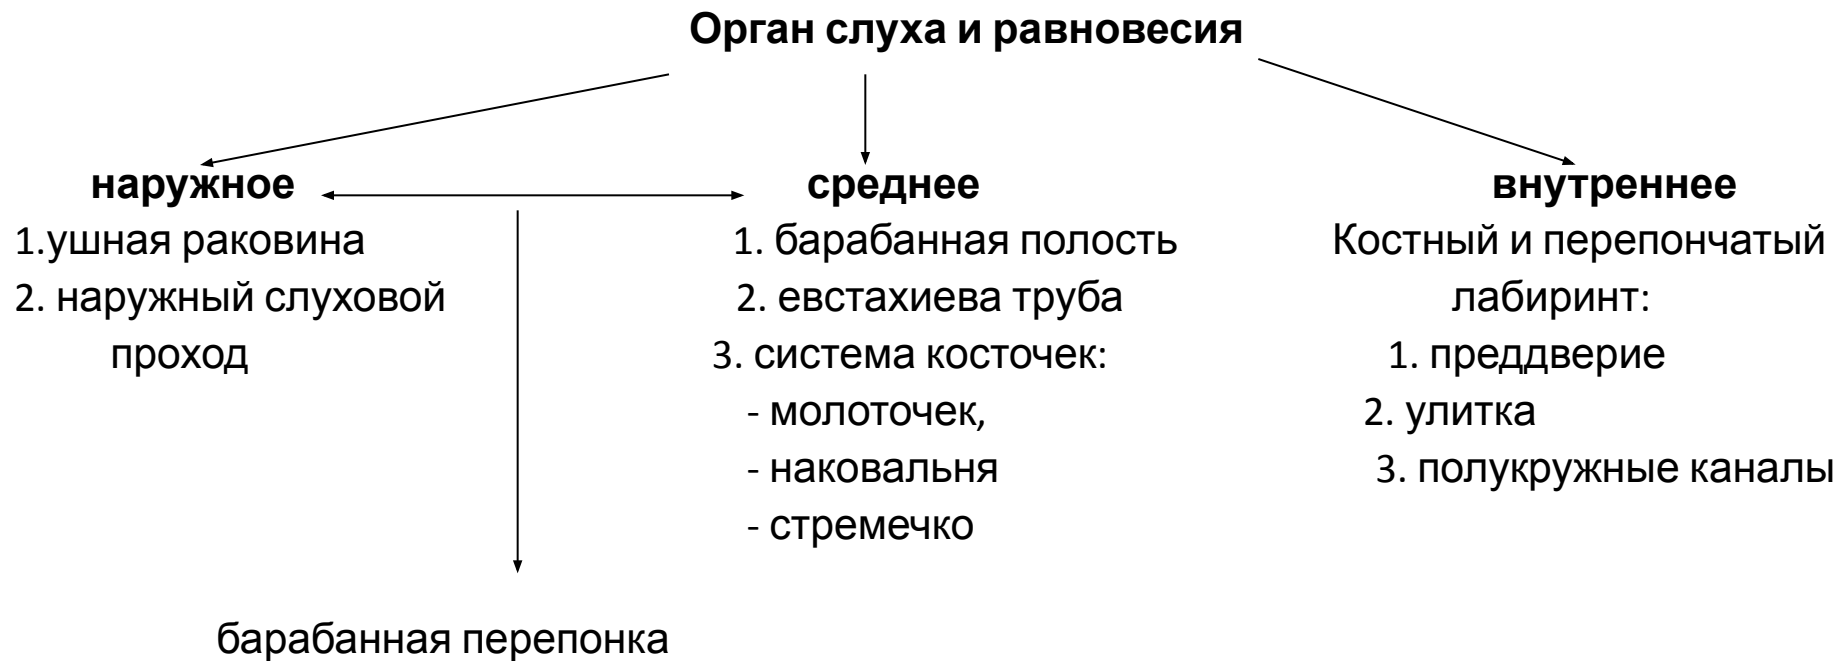 Орган слуха и равновесия
наружное
1.ушная раковина
2. наружный слуховой
проход
среднее
1. барабанная полость
2. евстахиева труба
3. система косточек:
- молоточек,
- наковальня
- стремечко
внутреннее
Костный и перепончатый
лабиринт:
1. преддверие
2. улитка
3. полукружные каналы
барабанная перепонка